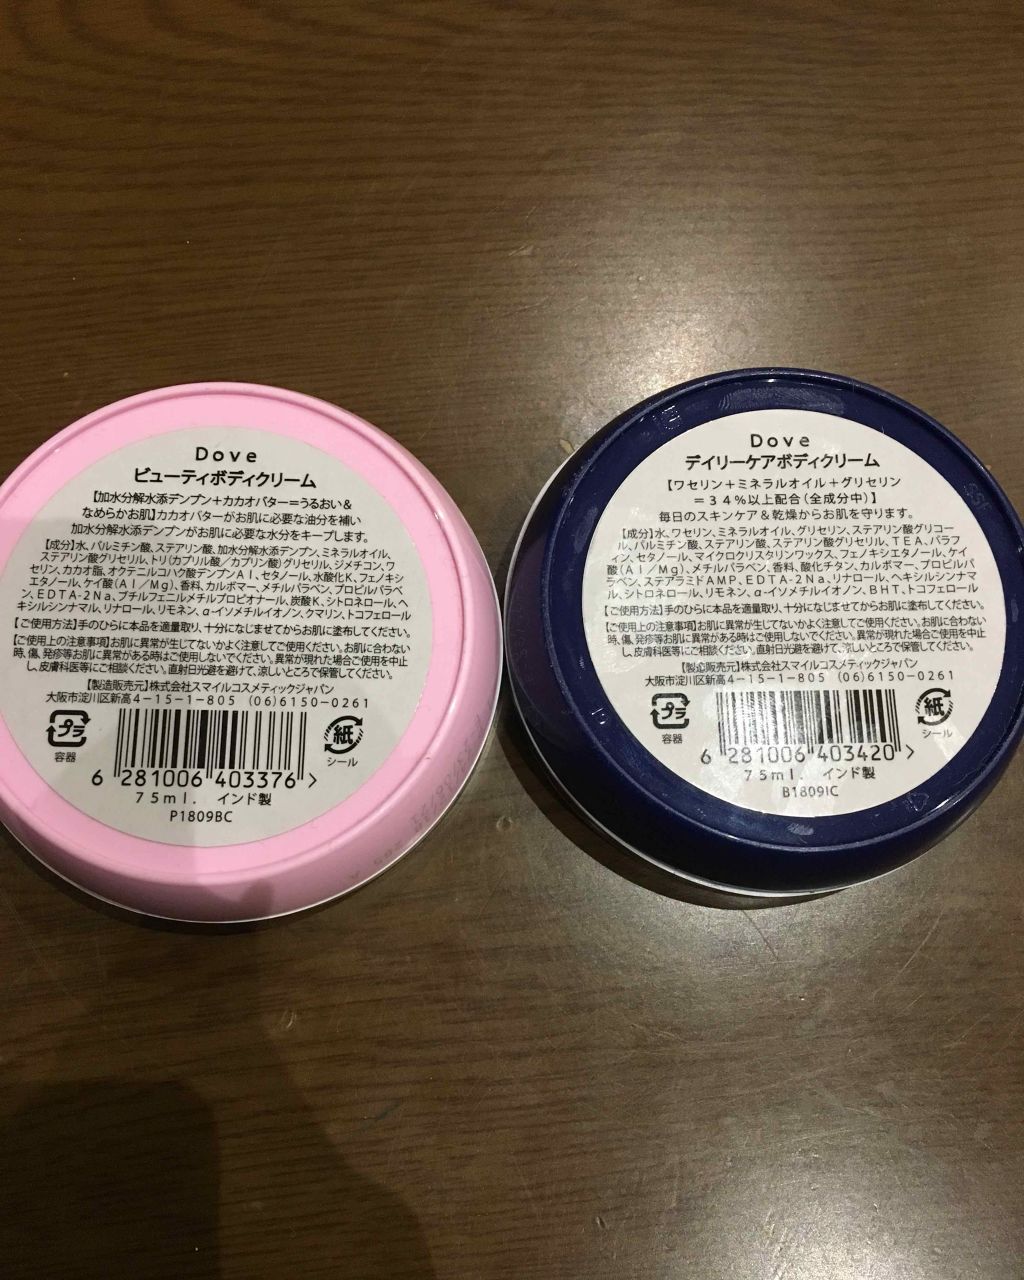 Dove
ビューティボディクリーム
【加水分解水添デンプン+カカオバター=うるおい&
なめらかお肌】カカオバターがお肌に必要な油分を補い
加水分解水添デンプンがお肌に必要な水分をキープします。
【成分】水、パルミチン酸、ステアリン酸、加水分解水添デンプン、ミネラルオイル、
ステアリン酸グリセリル、トリ(カプリル酸/カプリン酸)グリセリル、ジメチコン、ワ
セリン、カカオ脂、オクテニルコハク酸デンプンAl、セタノール、水酸化K、フェノキシ
エタノール、ケイ酸(Al/Mg)、香料、カルボマー、メチルパラベン、プロピルパラベ
ン、EDTA-2Na、ブチルフェニルメチルプロピオナール、炭酸K、シトロネロール、ヘ
キシルシンナマル、リナロール、リモネン、α-イソメチルイオノン、クマリン、トコフェロール
【ご使用方法】手のひらに本品を適量取り、十分になじませてからお肌に塗布してください。
【ご使用上の注意事項】お肌に異常が生じてないかよく注意してご使用ください。お肌に合わない
時、傷、発疹等お肌に異常がある時はご使用しないでください。異常が現れた場合ご使用を中止
し、皮膚科医等にご相談ください。直射日光避を避けて、涼しいところで保管してください。
【製造販売元】株式会社スマイルコスメティックジャパン
大阪市淀川区新高4-15-1-805 (06)6150-0261
プラ
容器
紙
シール
6 281006 403376 >
75ml. インド製
P1809BC
Dove
デイリーケアボディクリーム
【ワセリン+ミネラルオイル+グリセリン
=34%以上配合(全成分中)】
毎日のスキンケア&乾燥からお肌を守ります。
【成分】水、ワセリン、ミネラルオイル、グリセリン、ステアリン酸グリコー
ル、パルミチン酸、ステアリン酸、ステアリン酸グリセリル、TEA、パラフ
ィン、セタノール、マイクロクリスタリンワックス、フェノキシエタノール、ケイ
酸(Al/Mg)、メチルパラベン、香料、酸化チタン、カルボマー、プロピルパ
ラベン、ステアラミドAMP、EDTA-2Na、リナロール、ヘキシルシンナマ
ル、シトロネロール、リモネン、α-イソメチルイオノン、BHT、トコフェロール
【ご使用方法】手のひらに本品を適量取り、十分になじませてからお肌に塗布してください。
【ご使用上の注意事項】お肌に異常が生じてないかよく注意してご使用ください。お肌に合わない
時、傷、発疹等お肌に異常がある時はご使用しないでください。異常が現れた場合ご使用を中止
し、皮膚科医等にご相談ください。直射日光避を避けて、涼しいところで保管してください。
【製造販売元】株式会社スマイルコスメティックジャパン
大阪市淀川区新高4-15-1-805 (06)6150-0261
プラ
容器
紙
シール
6 281006 403420 >
75ml. インド製
B1809IC